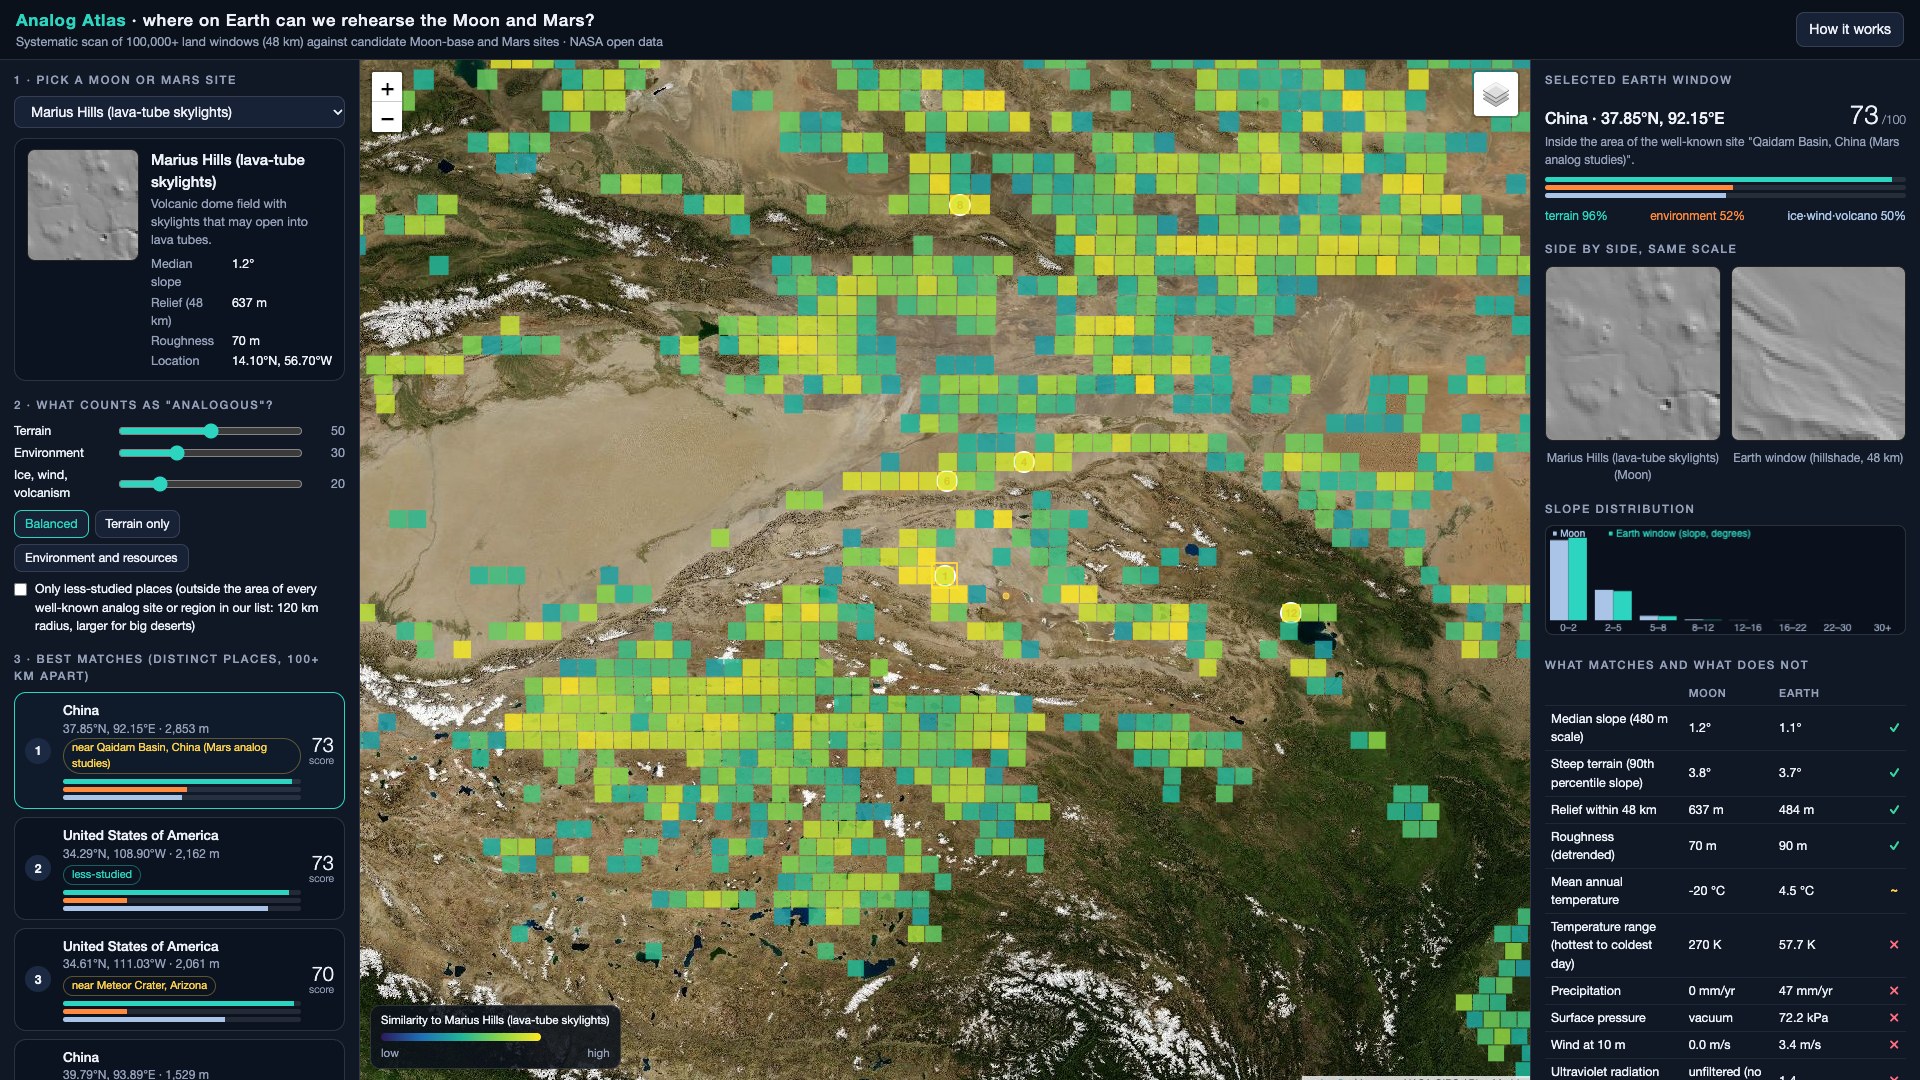 Analog Atlas · where on Earth can we rehearse the Moon and Mars?
Systematic scan of 100,000+ land windows (48 km) against candidate Moon-base and Mars sites · NASA open data
How it works
1 · PICK A MOON OR MARS SITE
Marius Hills (lava-tube skylights)
Marius Hills (lava-tube
skylights)
Volcanic dome field with
skylights that may open into
lava tubes.
Median slope 1.2°
Relief (48 km) 637 m
Roughness 70 m
Location 14.10°N, 56.70°W
2 · WHAT COUNTS AS "ANALOGOUS"?
Terrain 50
Environment 30
Ice, wind, volcanism 20
Balanced
Terrain only
Environment and resources
Only less-studied places (outside the area of every
well-known analog site or region in our list: 120 km
radius, larger for big deserts)
3 · BEST MATCHES (DISTINCT PLACES, 100+
KM APART)
1
China
37.85°N, 92.15°E · 2,853 m
near Qaidam Basin, China (Mars analog
studies)
73
score
2
United States of America
34.29°N, 108.90°W · 2,162 m
less-studied
73
score
3
United States of America
34.61°N, 111.03°W · 2,061 m
near Meteor Crater, Arizona
70
score
China
39.79°N, 93.89°E · 1,529 m
+
−
1
Similarity to Marius Hills (lava-tube skylights)
low high
SELECTED EARTH WINDOW
China · 37.85°N, 92.15°E 73 /100
Inside the area of the well-known site "Qaidam Basin, China (Mars
analog studies)".
terrain 96% environment 52% ice·wind·volcano 50%
SIDE BY SIDE, SAME SCALE
Marius Hills (lava-tube skylights)
(Moon)
Earth window (hillshade, 48 km)
SLOPE DISTRIBUTION
Moon Earth window (slope, degrees)
0–2 2–5 5–8 8–12 12–16 16–22 22–30 30+
WHAT MATCHES AND WHAT DOES NOT
MOON EARTH
Median slope (480 m scale) 1.2° 1.1° ✓
Steep terrain (90th percentile slope) 3.8° 3.7° ✓
Relief within 48 km 637 m 484 m ✓
Roughness (detrended) 70 m 90 m ✓
Mean annual temperature -20 °C 4.5 °C ~
Temperature range (hottest to coldest day) 270 K 57.7 K ✕
Precipitation 0 mm/yr 47 mm/yr ✕
Surface pressure vacuum 72.2 kPa ✕
Wind at 10 m 0.0 m/s 3.4 m/s ✕
Ultraviolet radiation unfiltered (no